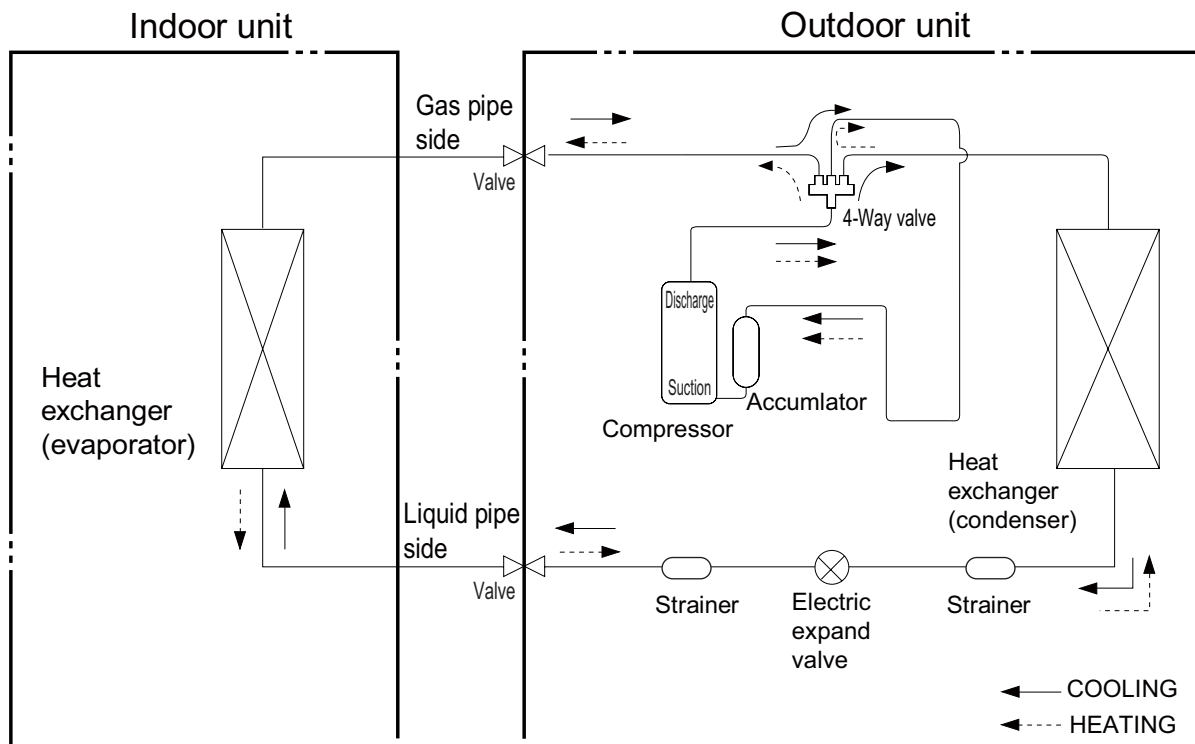 Indoor unit
Outdoor unit
Gas pipe
side
Valve
4-Way valve
Discharge
Suction
Accumlator
Compressor
Heat
exchanger
(evaporator)
Heat
exchanger
(condenser)
Liquid pipe
side
Valve
Strainer
Electric
expand
valve
Strainer
COOLING
HEATING